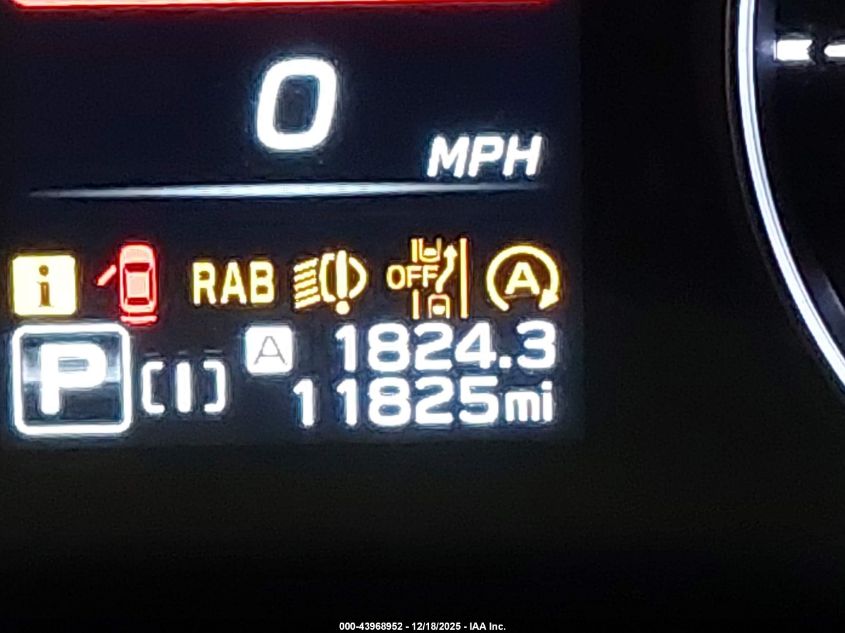 0
MPH
i RAB OFF A
P A 1824.3
11825mi
000-43968952 - 12/18/2025 - IAA Inc.